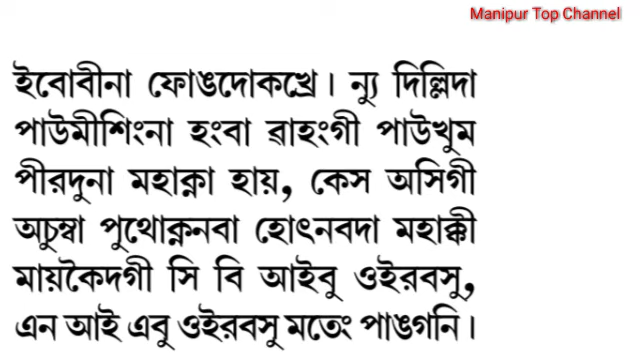 Manipur Top Channel
ইবোবীনা ফোঙদোকখ্রে। ন্যু দিল্লিদা
পাউমীশিংনা হংবা ৱাহংগী পাউখুম
পীরদুনা মহাক্না হায়, কেস অসিগী
অচুম্বা পুথোক্ননবা হোৎনবদা মহাক্কী
মায়কৈদগী সি বি আইবু ওইরবসু,
এন আই এবু ওইরবসু মতেং পাঙগনি।